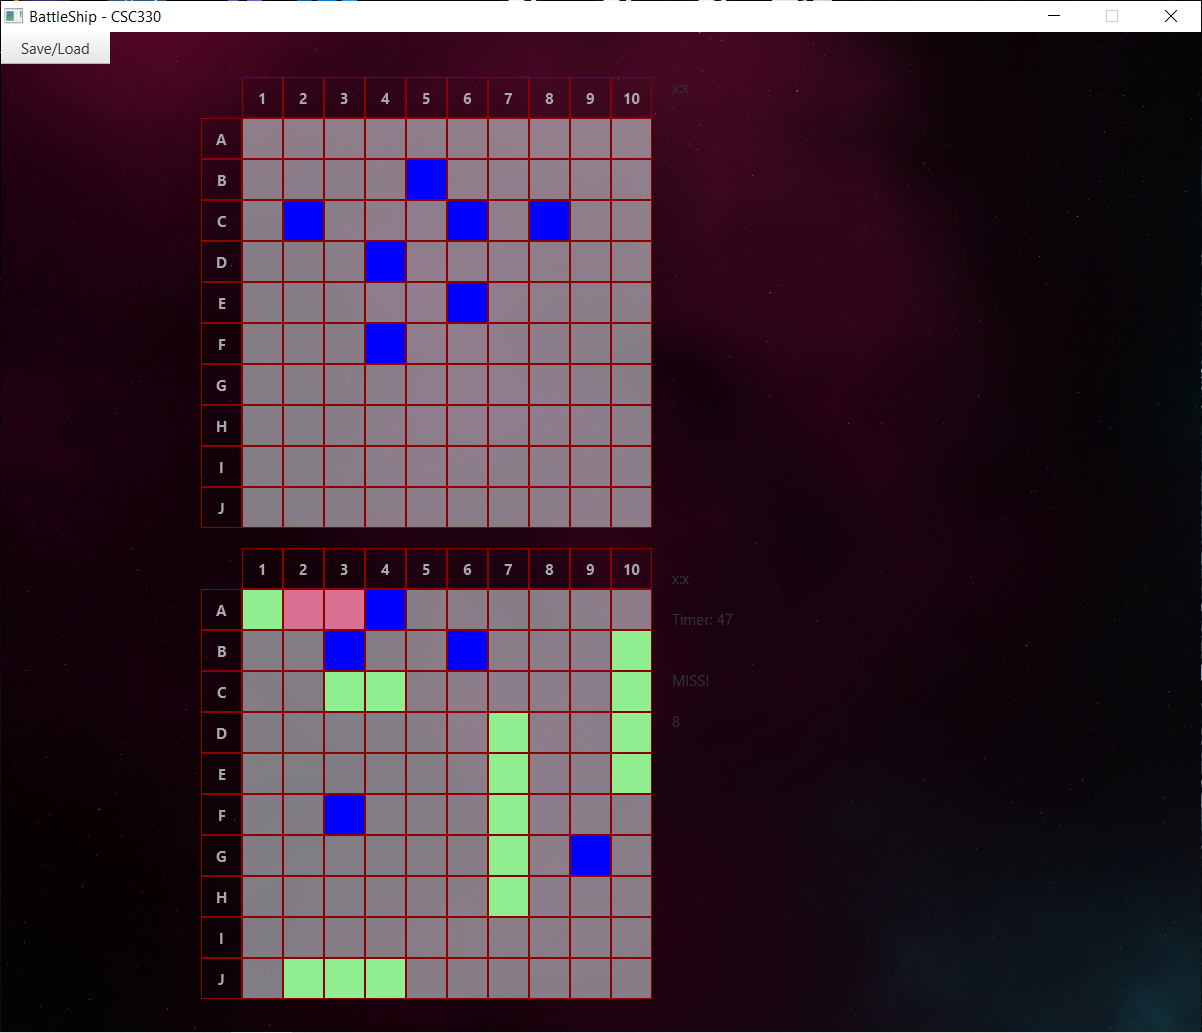 BattleShip - CSC330
Save/Load
1 2 3 4 5 6 7 8 9 10
x:x
A
B
C
D
E
F
G
H
I
J
1 2 3 4 5 6 7 8 9 10
x:x
A
Timer: 47
B
C
MISS!
D
8
E
F
G
H
I
J